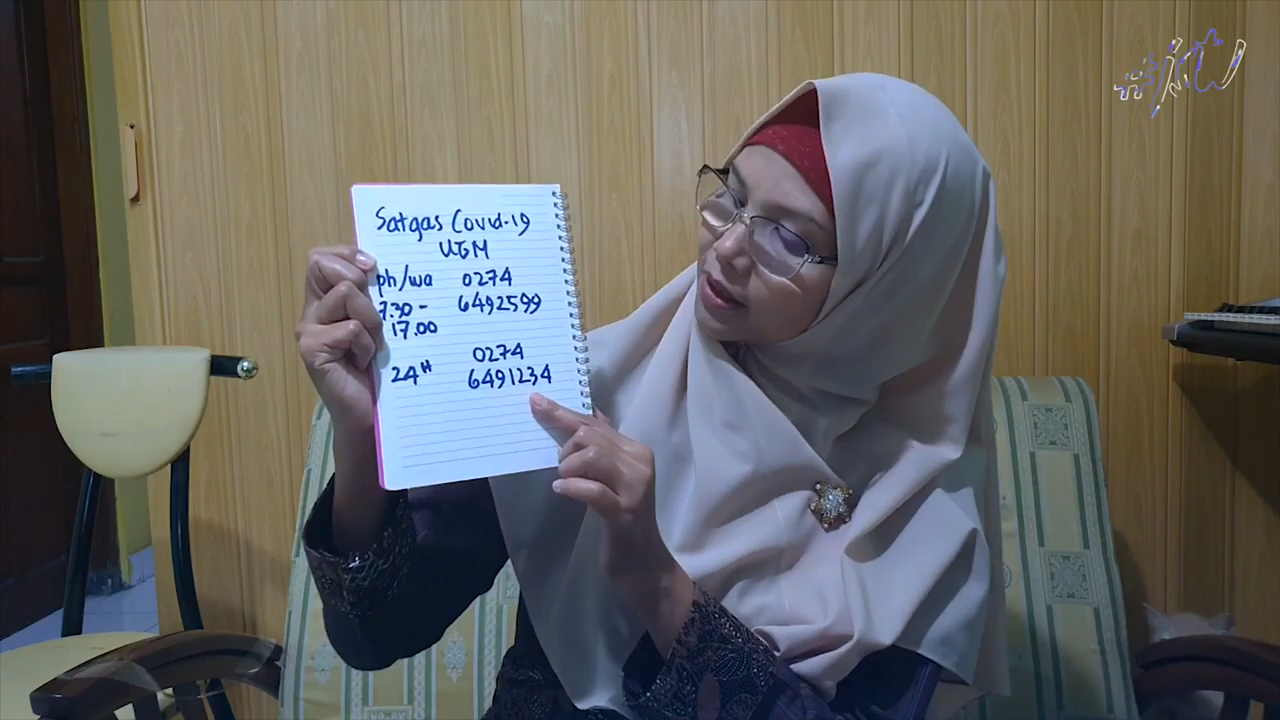 Satgas Covid-19
UGM
ph/wa 0274
7.30 - 6492599
17.00
0274
24H 6491234